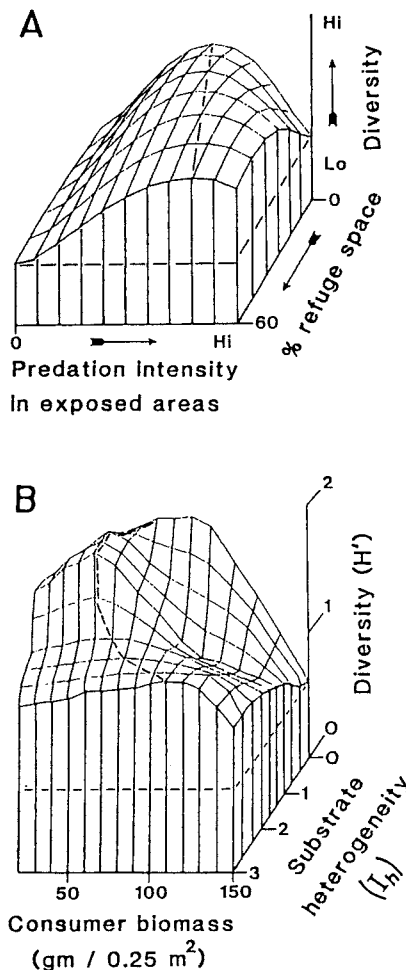 A
Hi
Diversity
Lo
0
% refuge space
60
0
Hi
Predation intensity
in exposed areas
B
2
1
Diversity (H')
0
0
1
2
3
Substrate
heterogeneity
(I_h)
50
100
150
Consumer biomass
(gm / 0.25 m²)